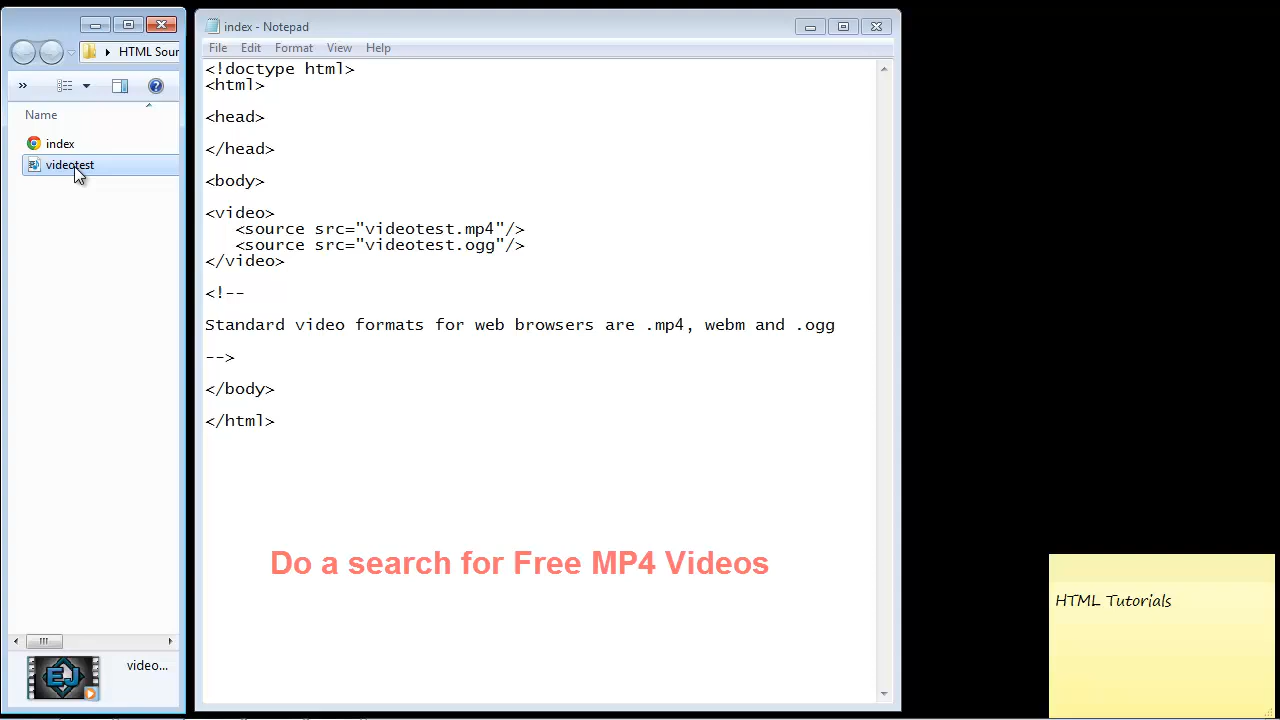 HTML Sour
Name
index
videotest
video...
index - Notepad
File Edit Format View Help
<!doctype html>
<html>
<head>
</head>
<body>
<video>
<source src="videotest.mp4"/>
<source src="videotest.ogg"/>
</video>
<!--
Standard video formats for web browsers are .mp4, webm and .ogg
-->
</body>
</html>
Do a search for Free MP4 Videos
HTML Tutorials
EJ